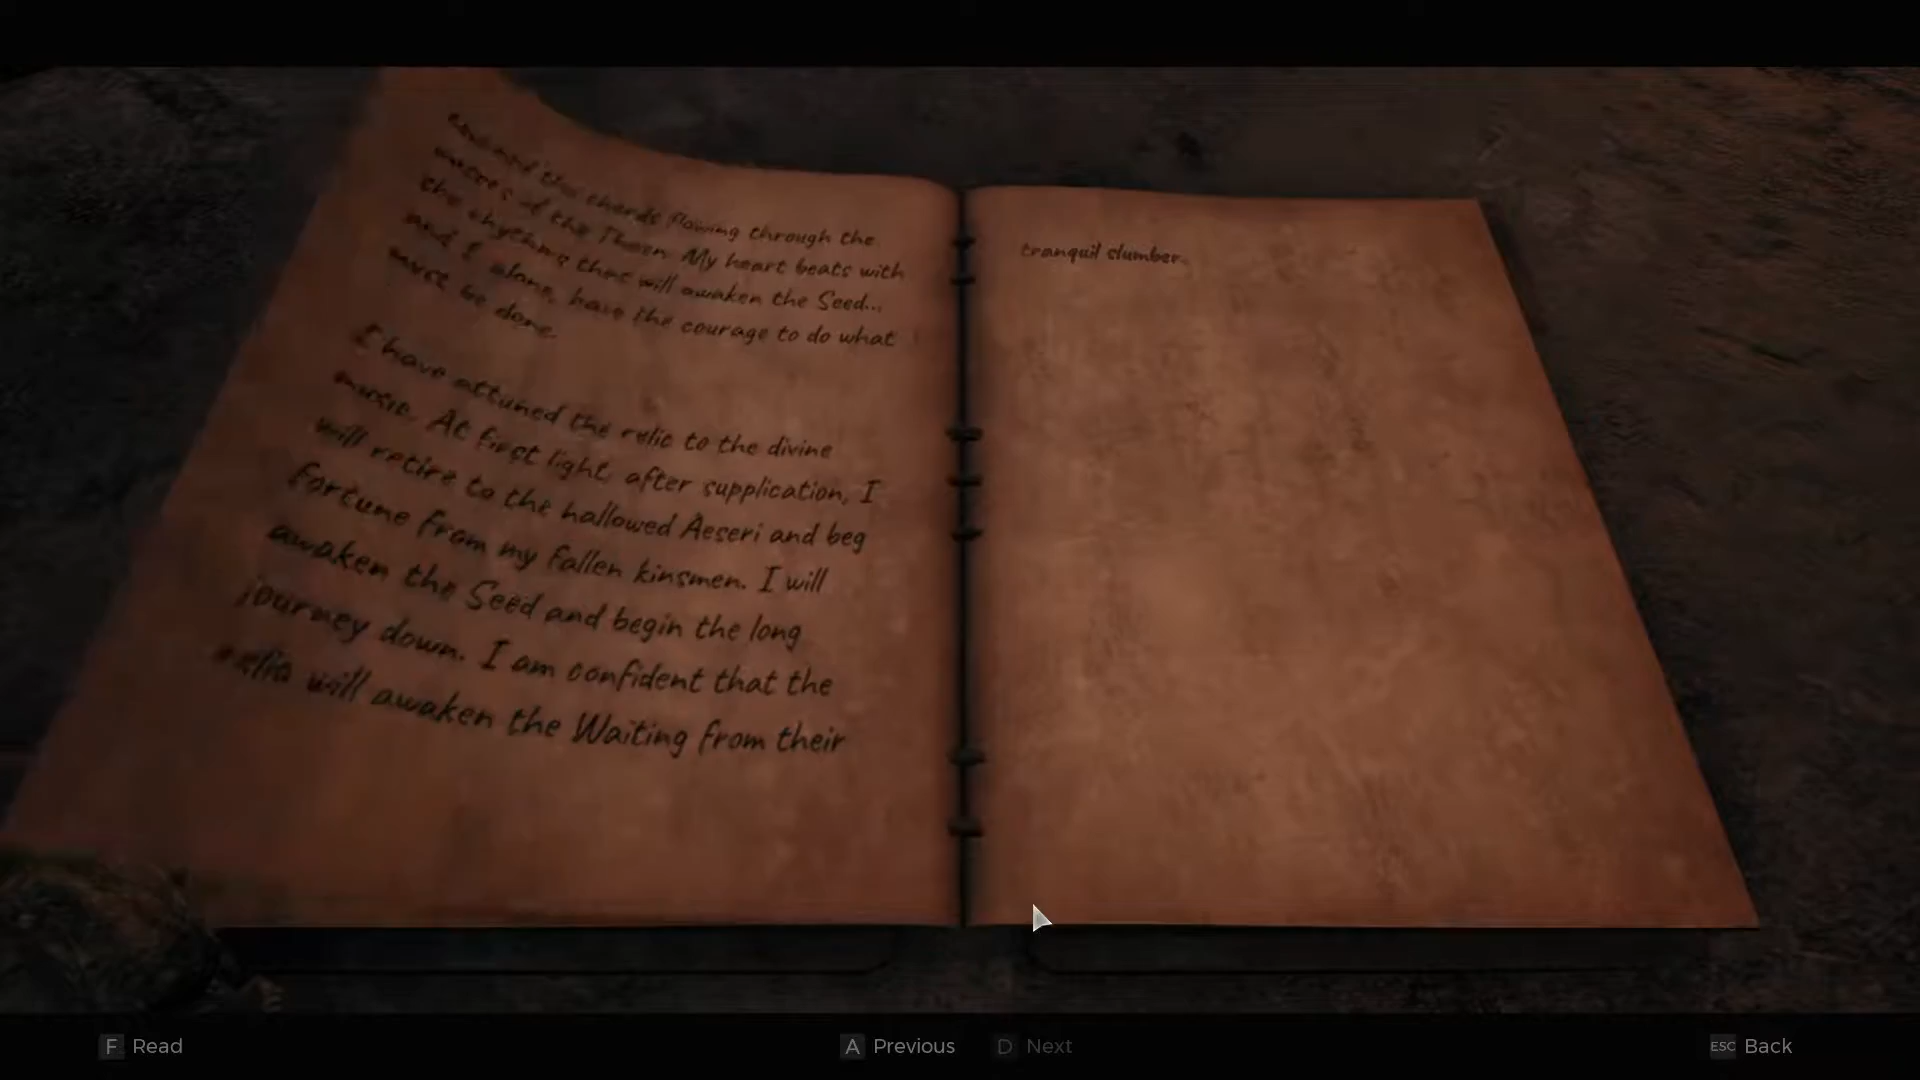 the chords flowing through the
of the My heart beats with
the rhythms that will awaken the Seed...
and I alone, have the courage to do what
must be done.
I have attuned the relic to the divine
music. At first light, after supplication, I
will retire to the hallowed Aeseri and beg
fortune from my fallen kinsmen. I will
awaken the Seed and begin the long
journey down. I am confident that the
relic will awaken the Waiting from their
tranquil slumber.
F Read
A Previous
D Next
ESC Back